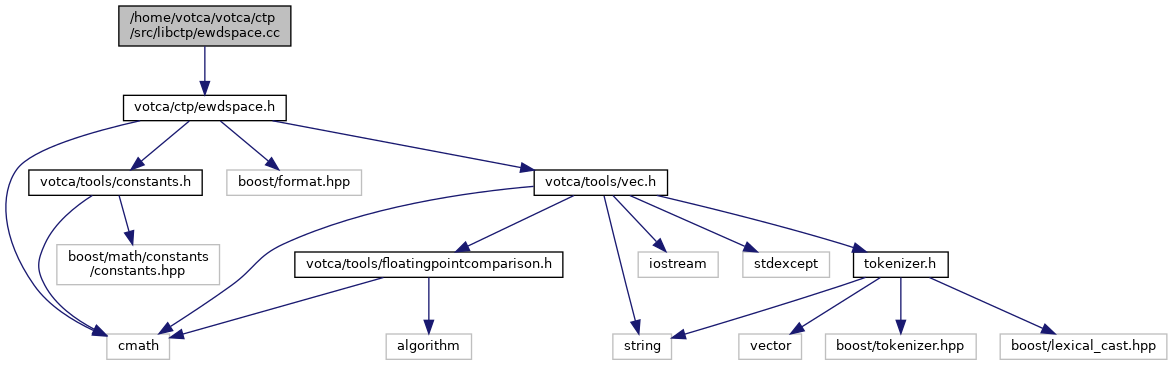 /home/votca/votca/ctp
/src/libctp/ewdspace.cc
votca/ctp/ewdspace.h
votca/tools/constants.h
boost/format.hpp
votca/tools/vec.h
boost/math/constants
/constants.hpp
votca/tools/floatingpointcomparison.h
iostream
stdexcept
tokenizer.h
cmath
algorithm
string
vector
boost/tokenizer.hpp
boost/lexical_cast.hpp